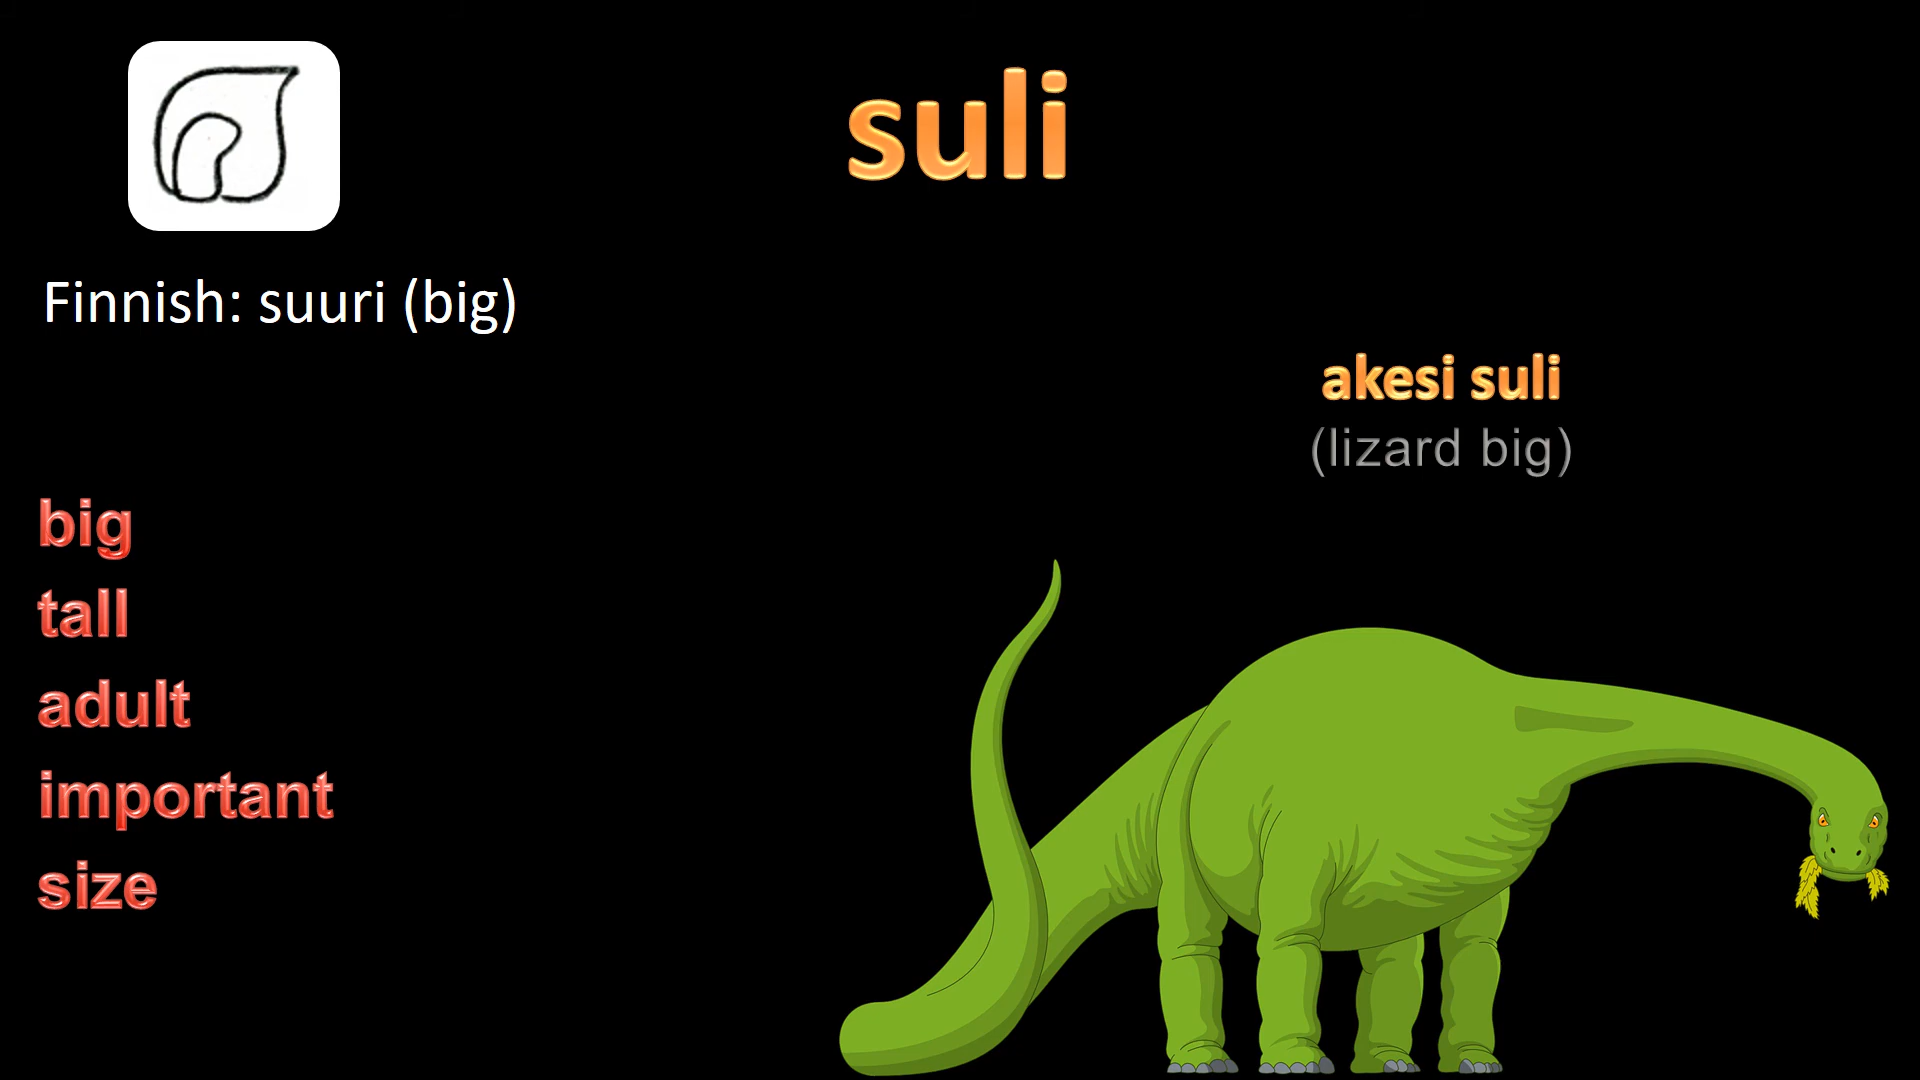 suli
Finnish: suuri (big)
akesi suli
(lizard big)
big
tall
adult
important
size